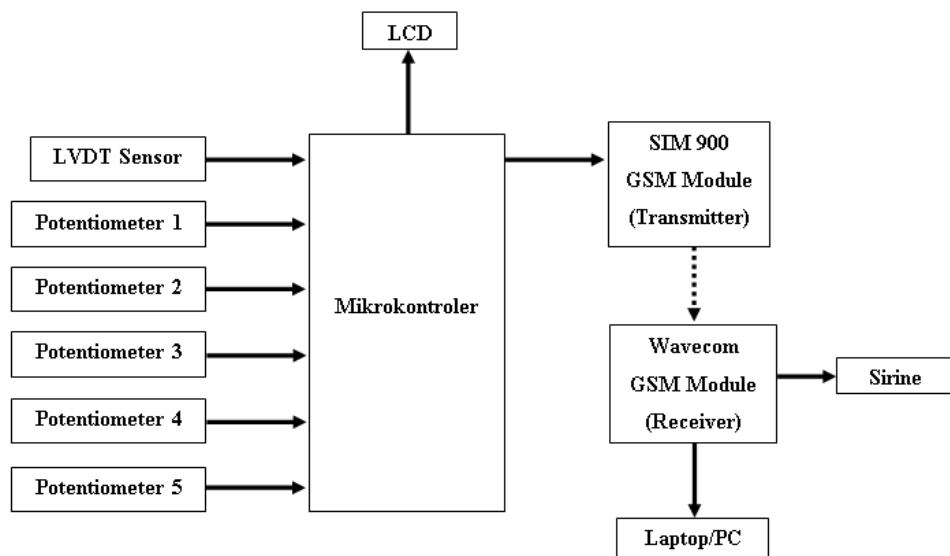 LCD
LVDT Sensor
Potentiometer 1
Potentiometer 2
Potentiometer 3
Potentiometer 4
Potentiometer 5
Mikrokontroler
SIM 900
GSM Module
(Transmitter)
Wavecom
GSM Module
(Receiver)
Sirine
Laptop/PC